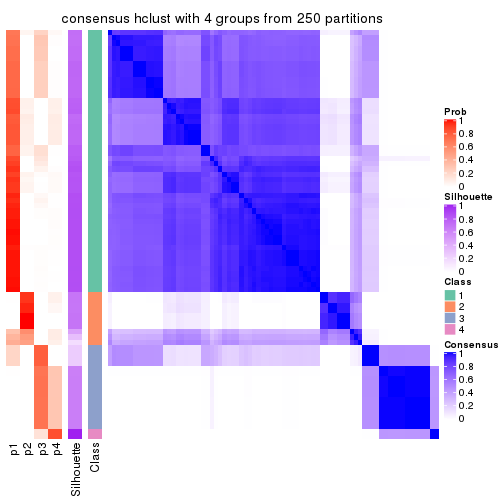 consensus hclust with 4 groups from 250 partitions
Prob
1
0.8
0.6
0.4
0.2
0
Silhouette
1
0.8
0.6
0.4
0.2
0
Class
1
2
3
4
Consensus
1
0.8
0.6
0.4
0.2
0
p1
p2
p3
p4
Silhouette
Class